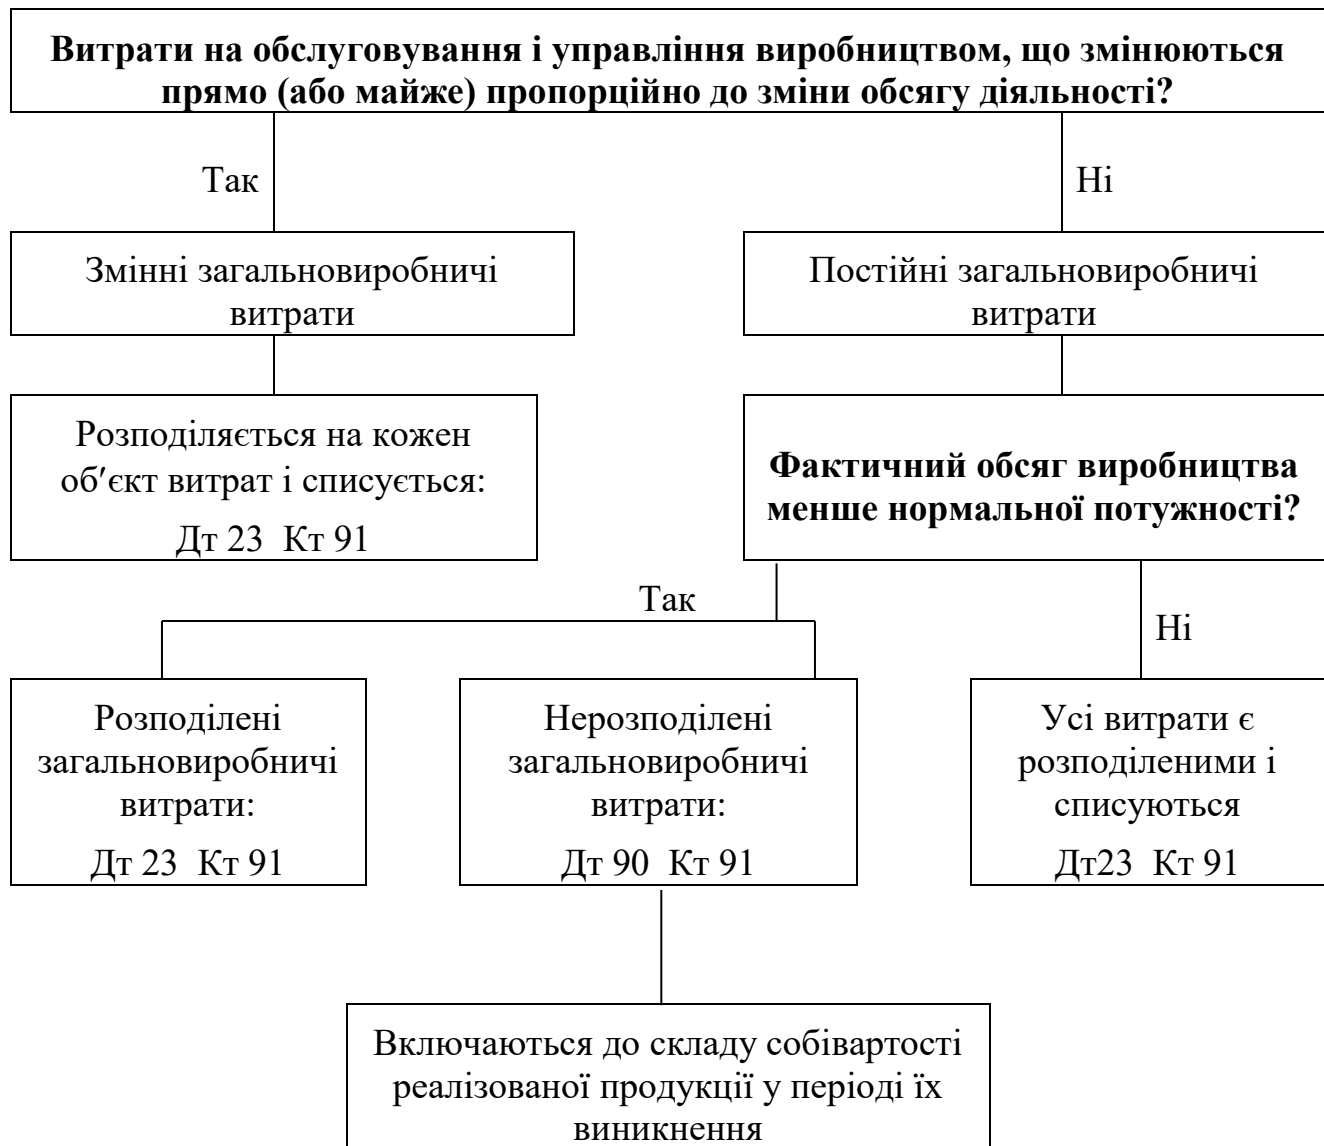 Витрати на обслуговування і управління виробництвом, що змінюються
прямо (або майже) пропорційно до зміни обсягу діяльності?
Так
Ні
Змінні загальновиробничі
витрати
Постійні загальновиробничі
витрати
Розподіляється на кожен
об′єкт витрат і списується:
Дт 23 Кт 91
Фактичний обсяг виробництва
менше нормальної потужності?
Так
Ні
Розподілені
загальновиробничі
витрати:
Дт 23 Кт 91
Нерозподілені
загальновиробничі
витрати:
Дт 90 Кт 91
Усі витрати є
розподіленими і
списуються
Дт23 Кт 91
Включаються до складу собівартості
реалізованої продукції у періоді їх
виникнення